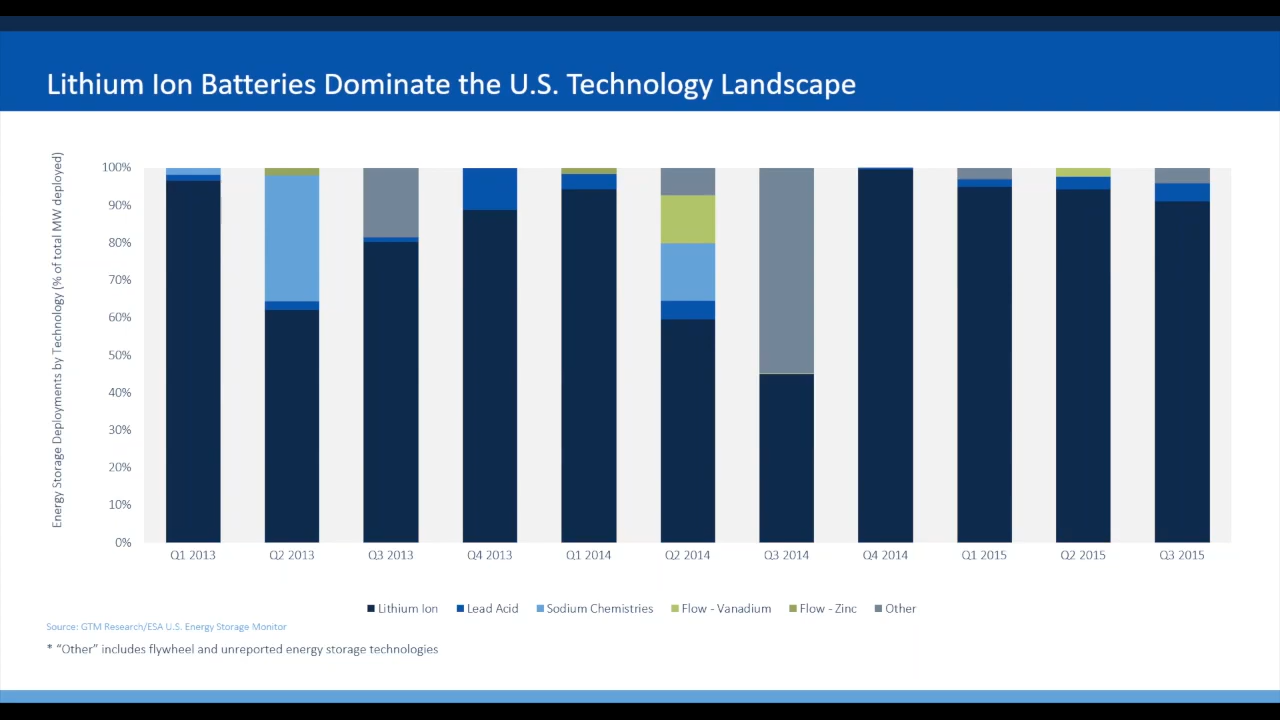 Lithium Ion Batteries Dominate the U.S. Technology Landscape
Energy Storage Deployments by Technology (% of total MW deployed)
100%
90%
80%
70%
60%
50%
40%
30%
20%
10%
0%
Q1 2013 Q2 2013 Q3 2013 Q4 2013 Q1 2014 Q2 2014 Q3 2014 Q4 2014 Q1 2015 Q2 2015 Q3 2015
Lithium Ion Lead Acid Sodium Chemistries Flow - Vanadium Flow - Zinc Other
Source: GTM Research/ESA U.S. Energy Storage Monitor
* “Other” includes flywheel and unreported energy storage technologies